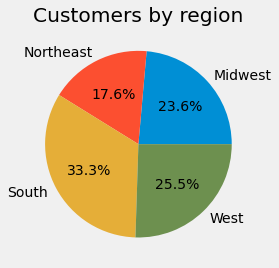 Customers by region
Northeast
Midwest
17.6%
23.6%
33.3%
25.5%
South
West